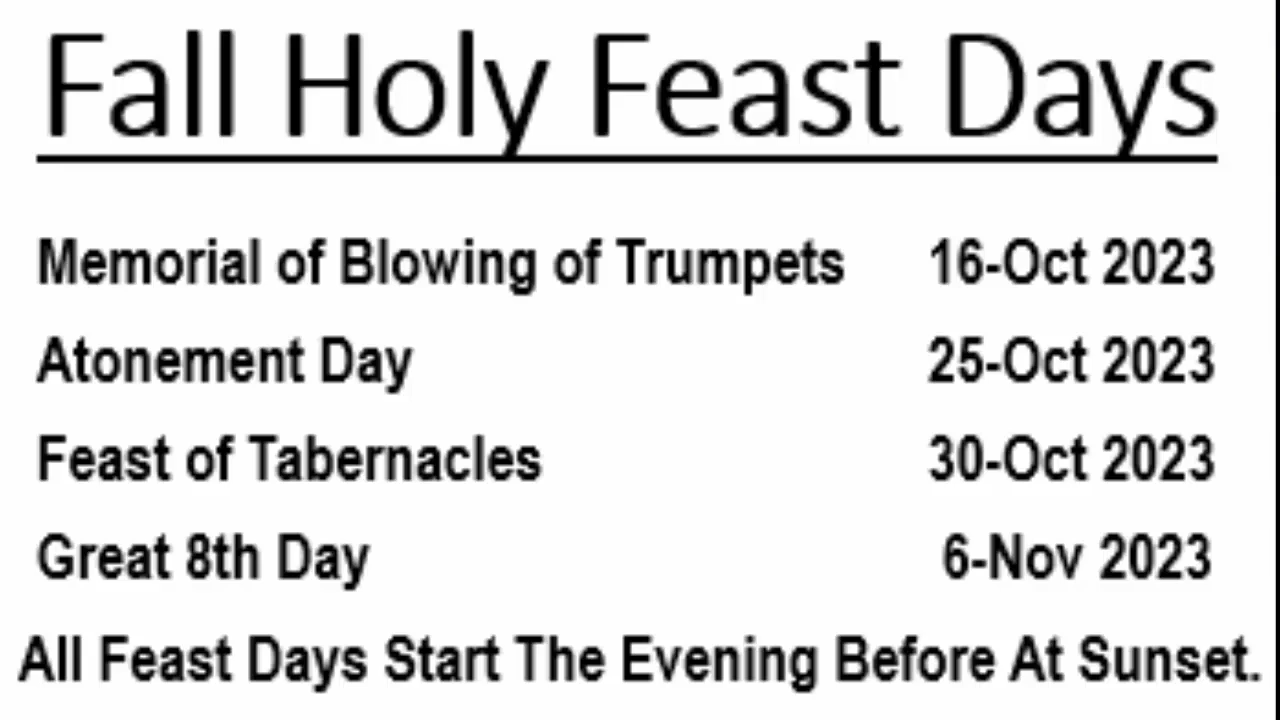 Fall Holy Feast Days
Memorial of Blowing of Trumpets 16-Oct 2023
Atonement Day 25-Oct 2023
Feast of Tabernacles 30-Oct 2023
Great 8th Day 6-Nov 2023
All Feast Days Start The Evening Before At Sunset.